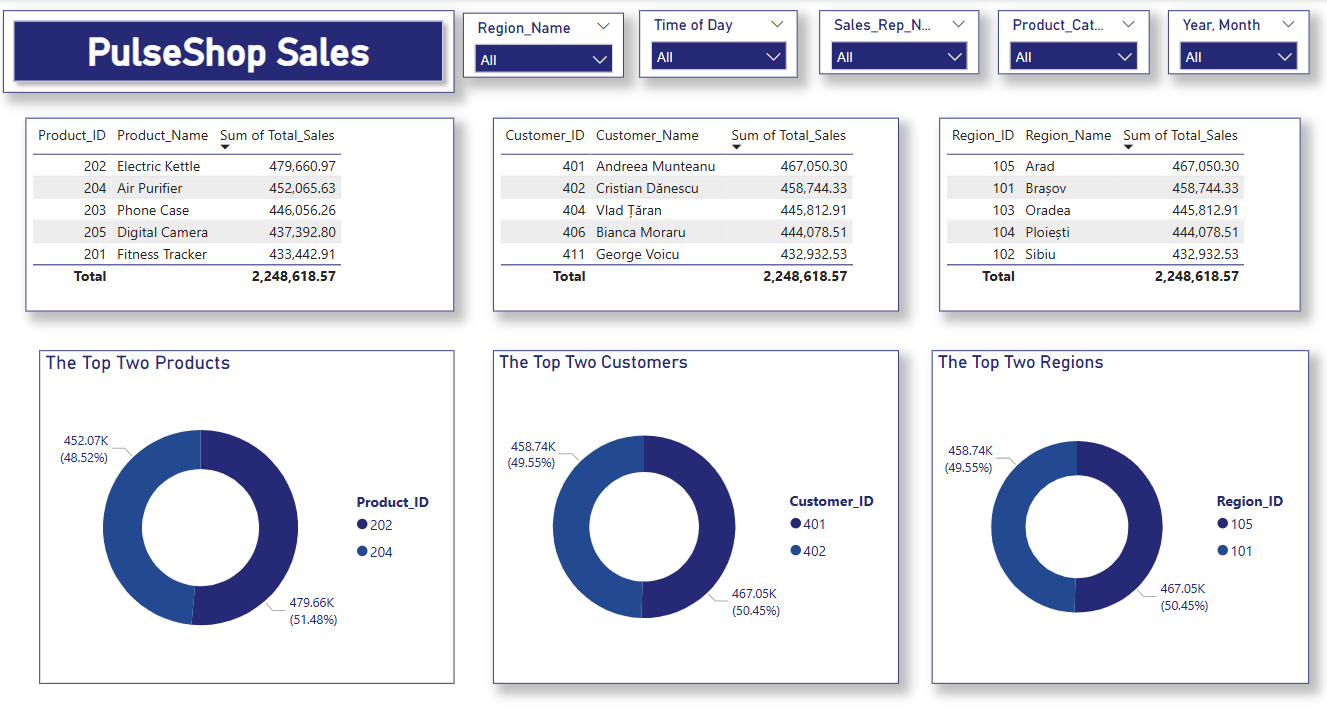 PulseShop Sales
Region_Name
All
Time of Day
All
Sales_Rep_N...
All
Product_Cat...
All
Year, Month
All
Product_ID Product_Name Sum of Total_Sales
202 Electric Kettle 479,660.97
204 Air Purifier 452,065.63
203 Phone Case 446,056.26
205 Digital Camera 437,392.80
201 Fitness Tracker 433,442.91
Total 2,248,618.57
Customer_ID Customer_Name Sum of Total_Sales
401 Andreea Munteanu 467,050.30
402 Cristian Dănescu 458,744.33
404 Vlad Țăran 445,812.91
406 Bianca Moraru 444,078.51
411 George Voicu 432,932.53
Total 2,248,618.57
Region_ID Region_Name Sum of Total_Sales
105 Arad 467,050.30
101 Brașov 458,744.33
103 Oradea 445,812.91
104 Ploiești 444,078.51
102 Sibiu 432,932.53
Total 2,248,618.57
The Top Two Products
452.07K
(48.52%)
479.66K
(51.48%)
Product_ID
202
204
The Top Two Customers
458.74K
(49.55%)
467.05K
(50.45%)
Customer_ID
401
402
The Top Two Regions
458.74K
(49.55%)
467.05K
(50.45%)
Region_ID
105
101